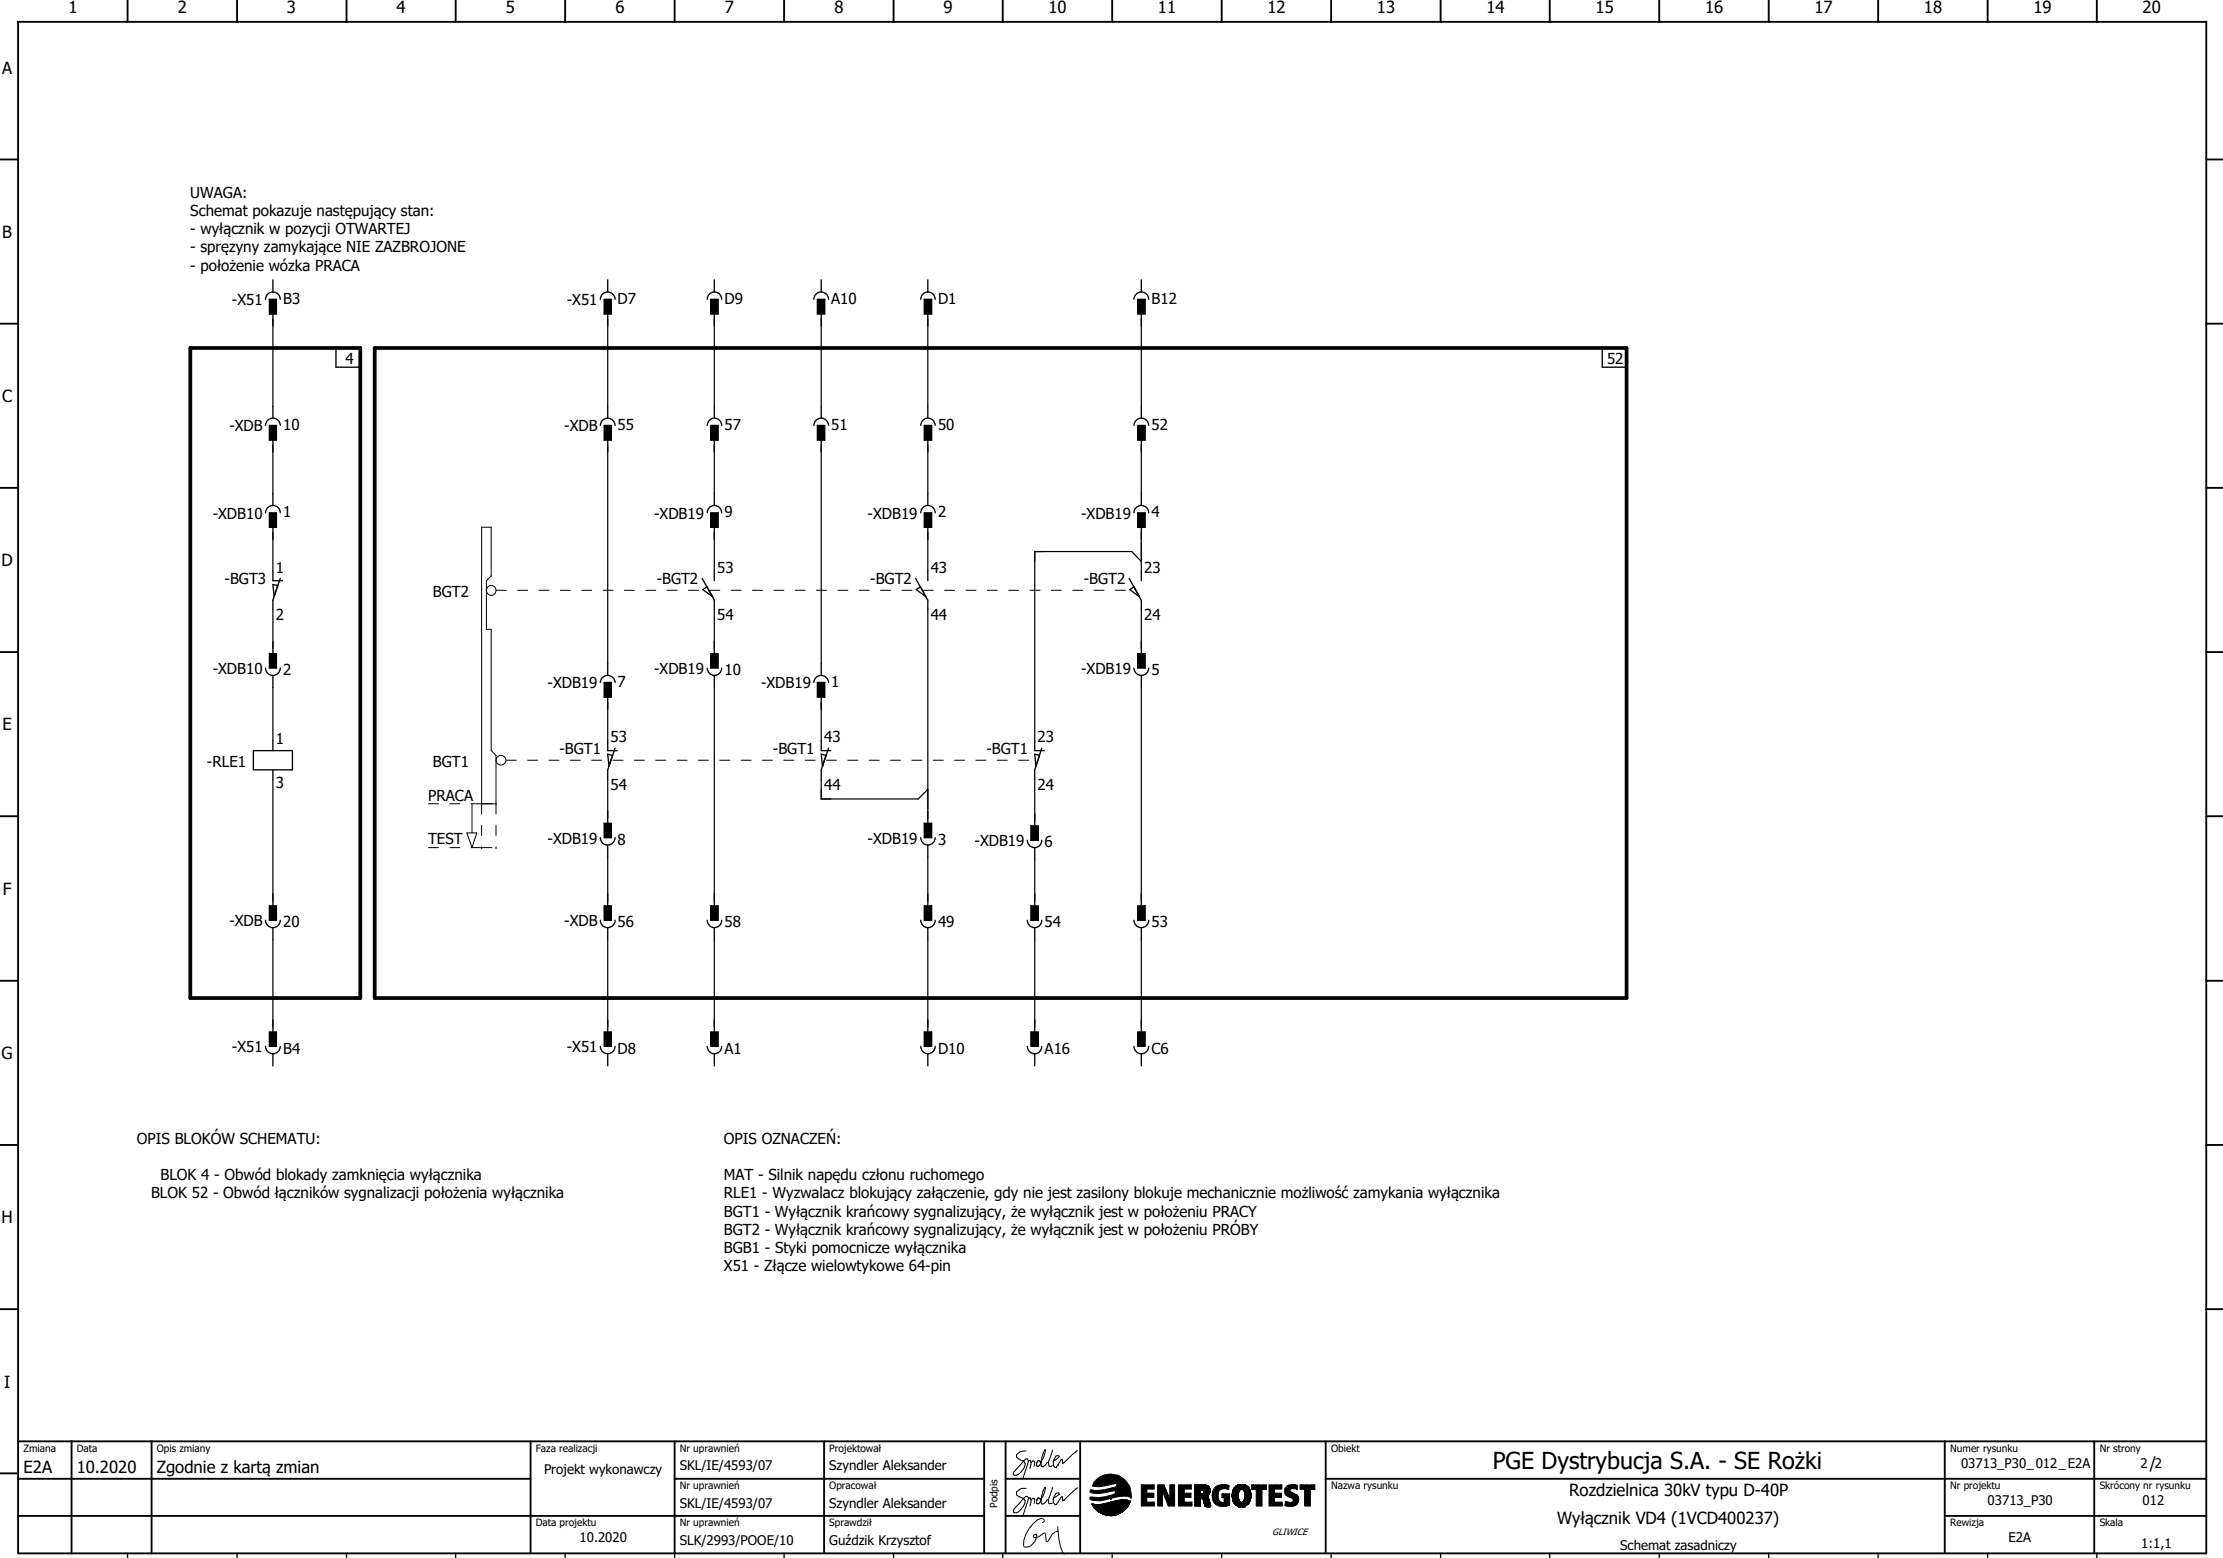 1 2 3 4 5 6 7 8 9 10 11 12 13 14 15 16 17 18 19 20
A
B
C
D
E
F
G
H
I
UWAGA:
Schemat pokazuje następujący stan:
- wyłącznik w pozycji OTWARTEJ
- spręzyny zamykające NIE ZAZBROJONE
- położenie wózka PRACA
-X51 B3 -X51 D7 D9 A10 D1 B12
4 52
-XDB 10 -XDB 55 57 51 50 52
-XDB10 1 -XDB19 9 -XDB19 2 -XDB19 4
1 53 43 23
-BGT3 BGT2 -BGT2 -BGT2 -BGT2
2 54 44 24
-XDB10 2 -XDB19 10 -XDB19 5
-XDB19 7 -XDB19 1
1 53 43 23
-RLE1 BGT1 -BGT1 -BGT1 -BGT1
3 54 44 24
PRACA
TEST -XDB19 8 -XDB19 3 -XDB19 6
-XDB 20 -XDB 56 58 49 54 53
-X51 B4 -X51 D8 A1 D10 A16 C6
OPIS BLOKÓW SCHEMATU:
BLOK 4 - Obwód blokady zamknięcia wyłącznika
BLOK 52 - Obwód łączników sygnalizacji położenia wyłącznika
OPIS OZNACZEŃ:
MAT - Silnik napędu członu ruchomego
RLE1 - Wyzwalacz blokujący załączenie, gdy nie jest zasilony blokuje mechanicznie możliwość zamykania wyłącznika
BGT1 - Wyłącznik krańcowy sygnalizujący, że wyłącznik jest w położeniu PRACY
BGT2 - Wyłącznik krańcowy sygnalizujący, że wyłącznik jest w położeniu PRÓBY
BGB1 - Styki pomocnicze wyłącznika
X51 - Złącze wielowtykowe 64-pin
Zmiana Data Opis zmiany
E2A 10.2020 Zgodnie z kartą zmian
Faza realizacji
Projekt wykonawczy
Data projektu
10.2020
Nr uprawnień
SKL/IE/4593/07
Nr uprawnień
SKL/IE/4593/07
Nr uprawnień
SLK/2993/POOE/10
Projektował
Szyndler Aleksander
Opracował
Szyndler Aleksander
Sprawdził
Guździk Krzysztof
Podpis
ENERGOTEST
GLIWICE
Obiekt
PGE Dystrybucja S.A. - SE Rożki
Nazwa rysunku
Rozdzielnica 30kV typu D-40P
Wyłącznik VD4 (1VCD400237)
Schemat zasadniczy
Numer rysunku
03713_P30_012_E2A
Nr strony
2/2
Nr projektu
03713_P30
Skrócony nr rysunku
012
Rewizja
E2A
Skala
1:1,1